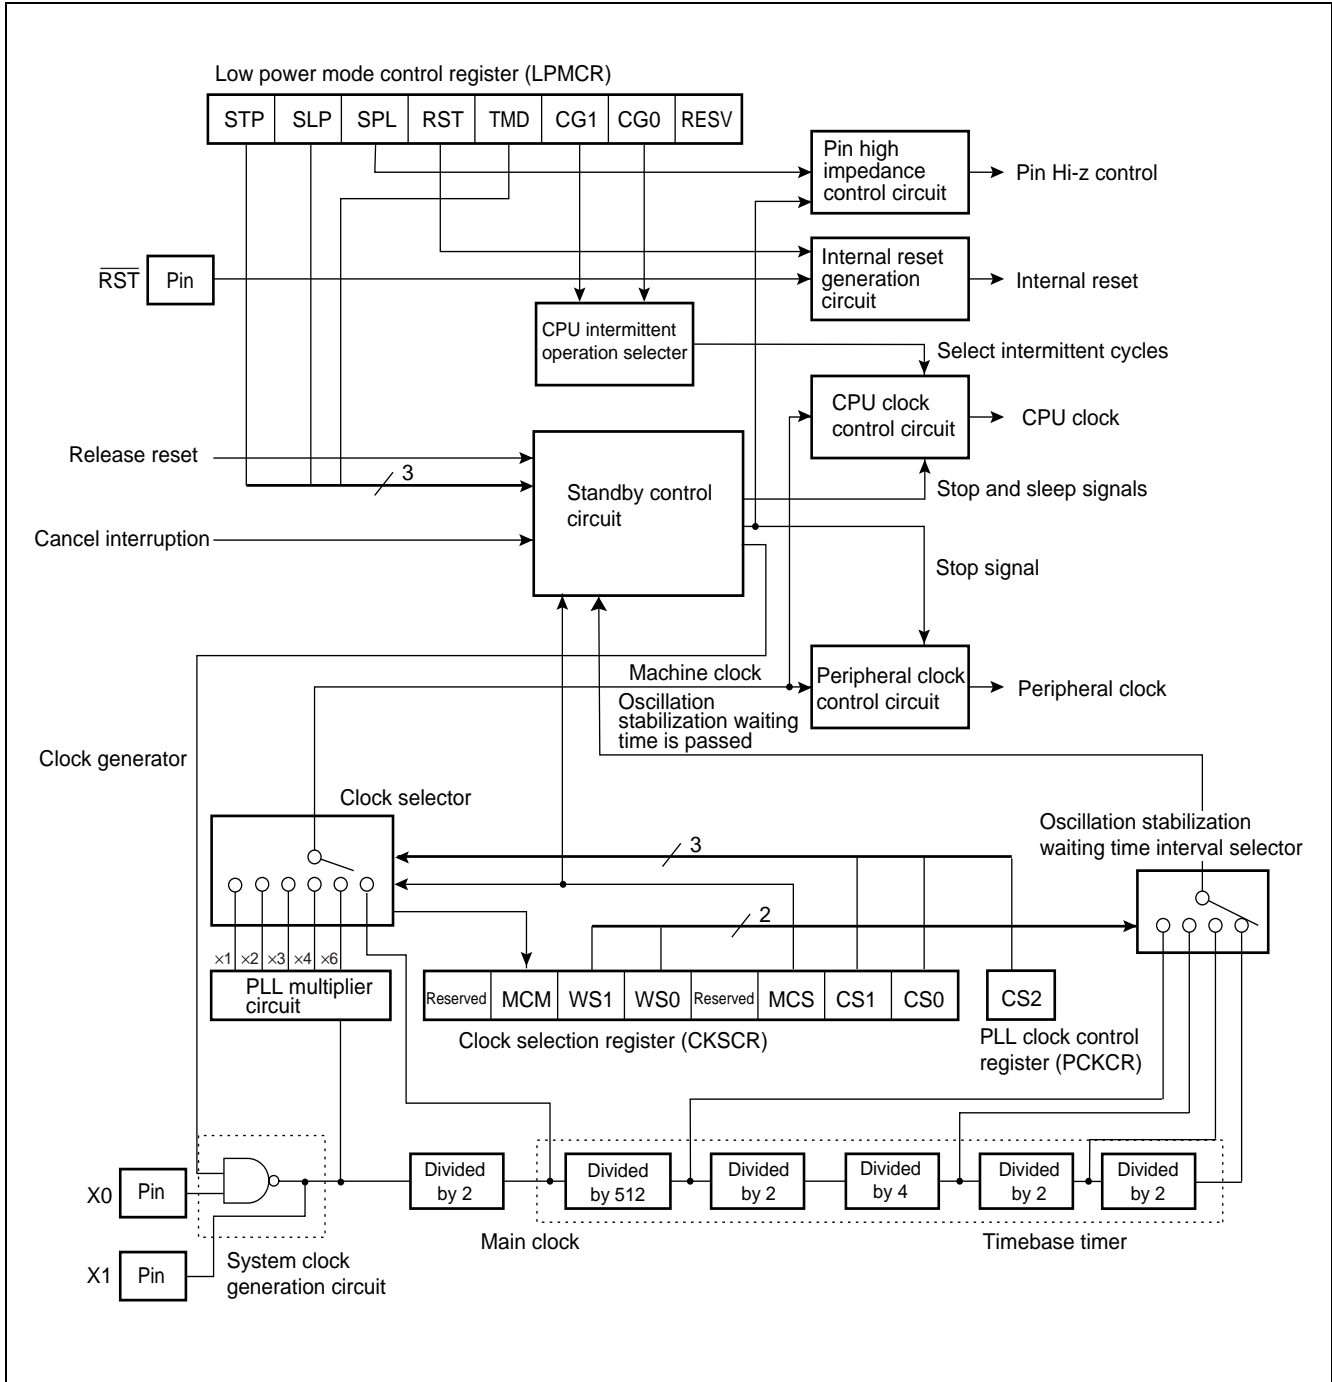 Low power mode control register (LPMCR)
STP SLP SPL RST TMD CG1 CG0 RESV
Pin high
impedance
control circuit
Pin Hi-z control
RST Pin
Internal reset
generation
circuit
Internal reset
CPU intermittent
operation selecter
Select intermittent cycles
CPU clock
control circuit
CPU clock
Release reset
3
Standby control
circuit
Stop and sleep signals
Cancel interruption
Stop signal
Machine clock
Peripheral clock
control circuit
Peripheral clock
Oscillation
stabilization waiting
time is passed
Clock generator
Clock selector
Oscillation stabilization
waiting time interval selector
3
2
×1 ×2 ×3 ×4 ×6
PLL multiplier
circuit
Reserved MCM WS1 WS0 Reserved MCS CS1 CS0
CS2
Clock selection register (CKSCR)
PLL clock control
register (PCKCR)
X0 Pin
Divided
by 2
Divided
by 512
Divided
by 2
Divided
by 4
Divided
by 2
Divided
by 2
Main clock
Timebase timer
X1 Pin
System clock
generation circuit